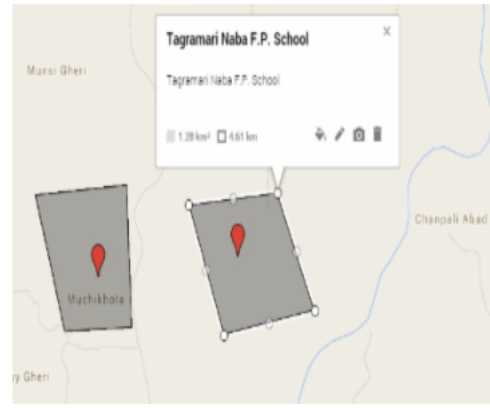 Tagramari Naba F.P. School
Tagramari Naba F.P. School
1.28 km² 4.61 km
Munsi Gheri
Chanpali Abad
Muchikhola
y Gheri